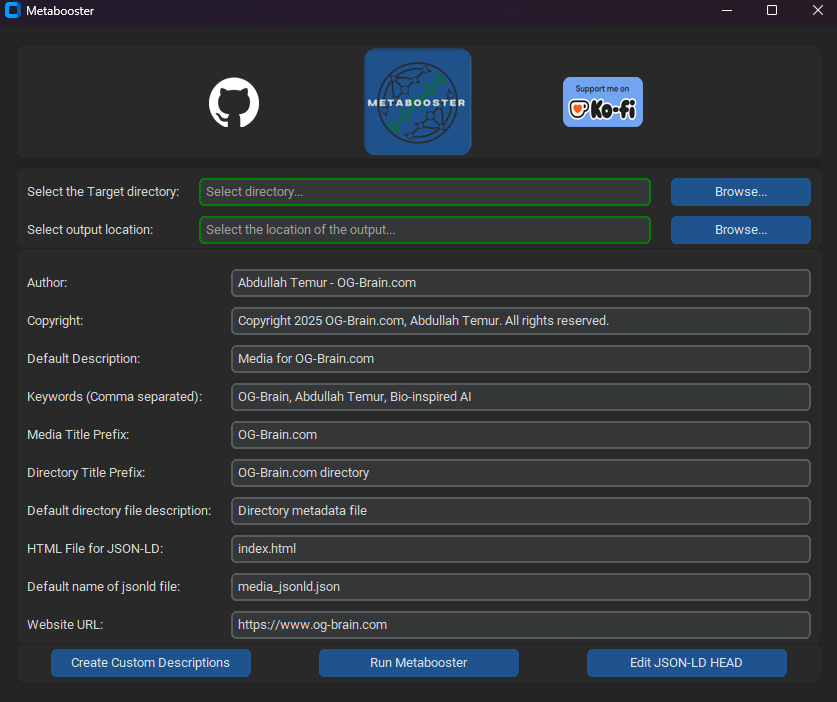 Metabooster
METABOOSTER
Support me on
Ko-fi
Select the Target directory:
Select directory...
Browse...
Select output location:
Select the location of the output...
Browse...
Author:
Abdullah Temur - OG-Brain.com
Copyright:
Copyright 2025 OG-Brain.com, Abdullah Temur. All rights reserved.
Default Description:
Media for OG-Brain.com
Keywords (Comma separated):
OG-Brain, Abdullah Temur, Bio-inspired AI
Media Title Prefix:
OG-Brain.com
Directory Title Prefix:
OG-Brain.com directory
Default directory file description:
Directory metadata file
HTML File for JSON-LD:
index.html
Default name of jsonld file:
media_jsonld.json
Website URL:
https://www.og-brain.com
Create Custom Descriptions
Run Metabooster
Edit JSON-LD HEAD